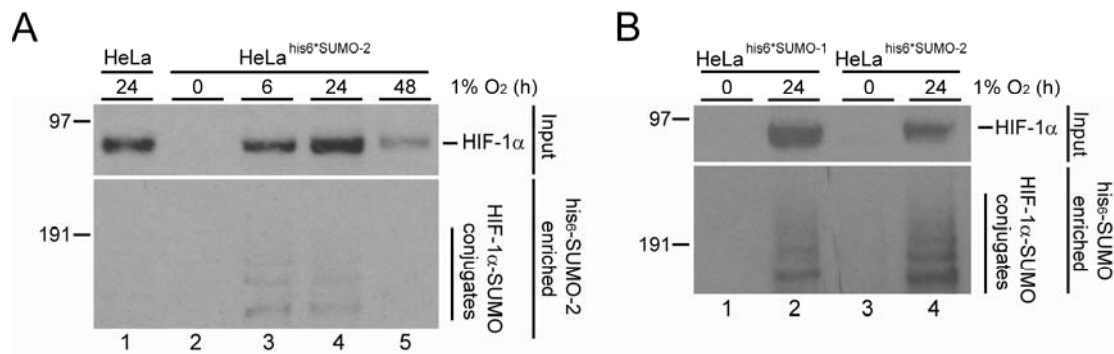 A
HeLa HeLa his6*SUMO-2
24 0 6 24 48 1% O2 (h)
97
HIF-1α
Input
191
HIF-1α-SUMO
conjugates
his6-SUMO-2
enriched
1 2 3 4 5
B
HeLa his6*SUMO-1 HeLa his6*SUMO-2
0 24 0 24 1% O2 (h)
97
HIF-1α
Input
191
HIF-1α-SUMO
conjugates
his6-SUMO
enriched
1 2 3 4